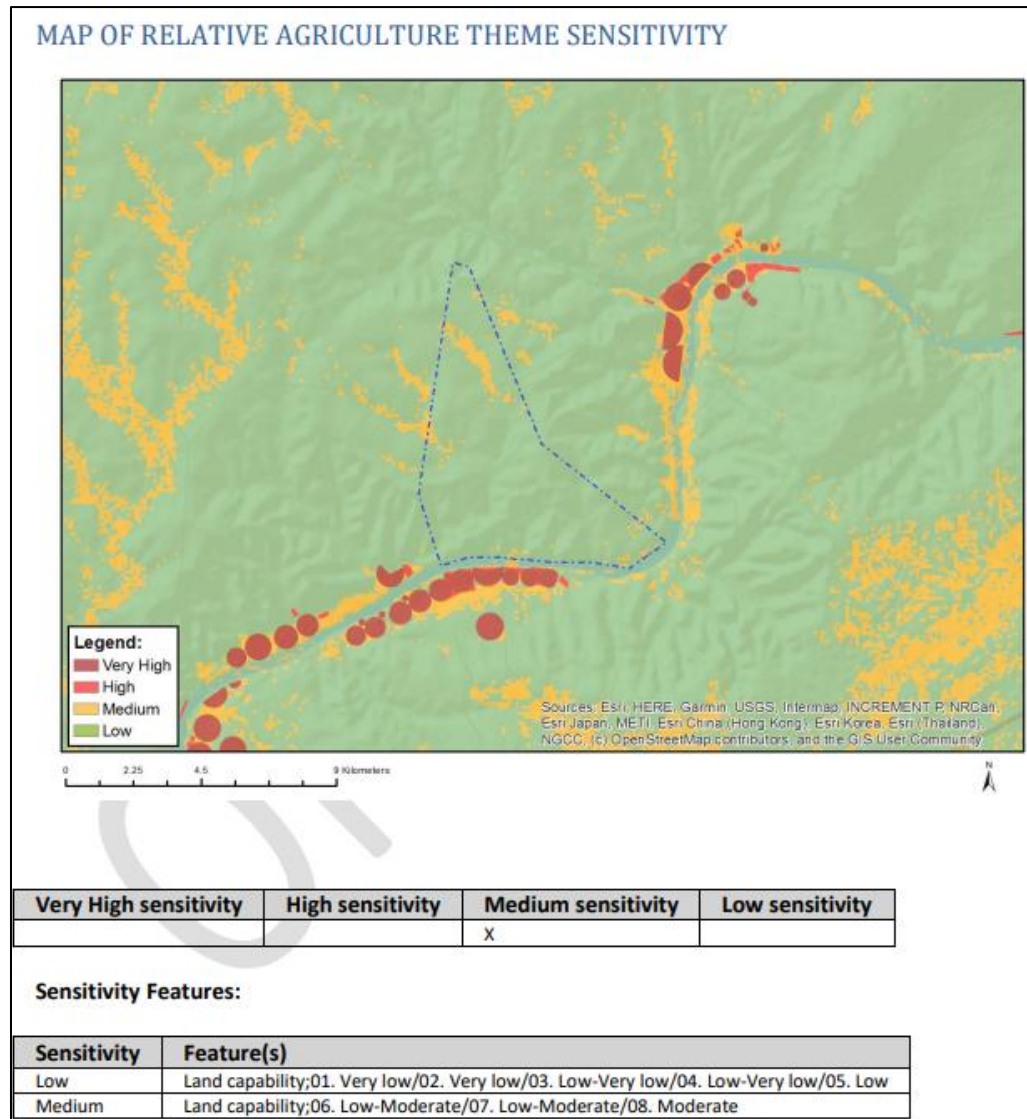 MAP OF RELATIVE AGRICULTURE THEME SENSITIVITY
Legend:
Very High
High
Medium
Low
Sources: Esri, HERE, Garmin, USGS, Intermap, INCREMENT P, NRCan,
Esri Japan, METI, Esri China (Hong Kong), Esri Korea, Esri (Thailand),
NGCC, (c) OpenStreetMap contributors, and the GIS User Community
0 2.25 4.5 9 Kilometers
N
Very High sensitivity High sensitivity Medium sensitivity Low sensitivity
X
Sensitivity Features:
Sensitivity Feature(s)
Low Land capability;01. Very low/02. Very low/03. Low-Very low/04. Low-Very low/05. Low
Medium Land capability;06. Low-Moderate/07. Low-Moderate/08. Moderate